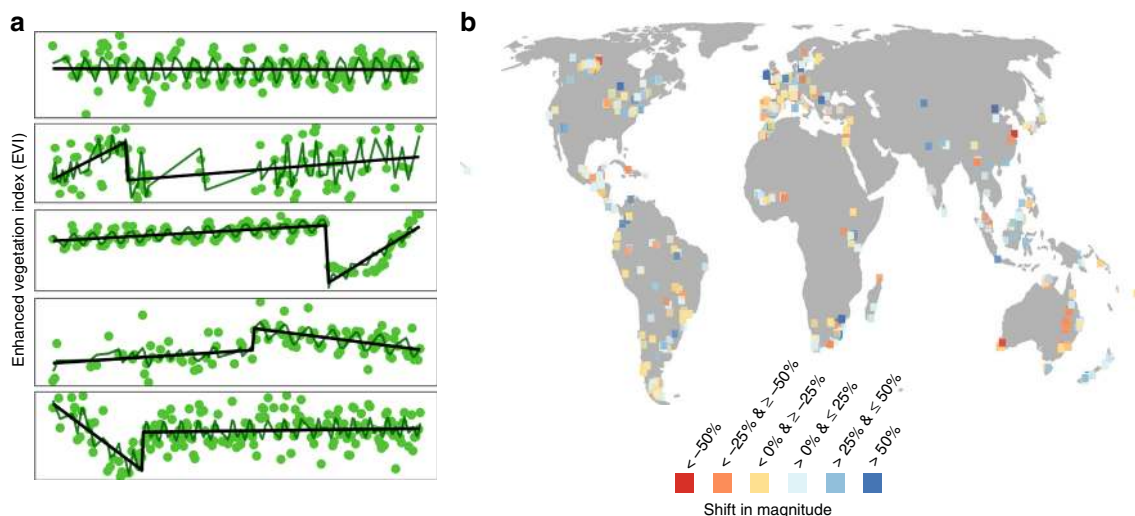 a
b
Enhanced vegetation index (EVI)
< −50%
< −25% & ≥ −50%
< 0% & ≥ −25%
> 0% & ≤ 25%
> 25% & ≤ 50%
> 50%
Shift in magnitude